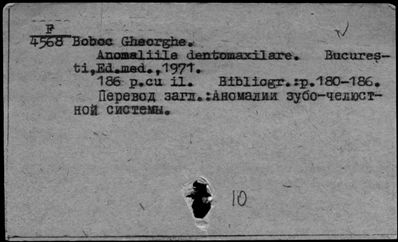 F
4568 Boboc Gheorghe.
Anomaliile dentomaxilare. Bucureş-
ti,Ed.med.,1971.
186 p.cu il. Bibliogr.:p.180-186.
Перевод загл.:Аномалии зубо-челюст-
ной системы.
10